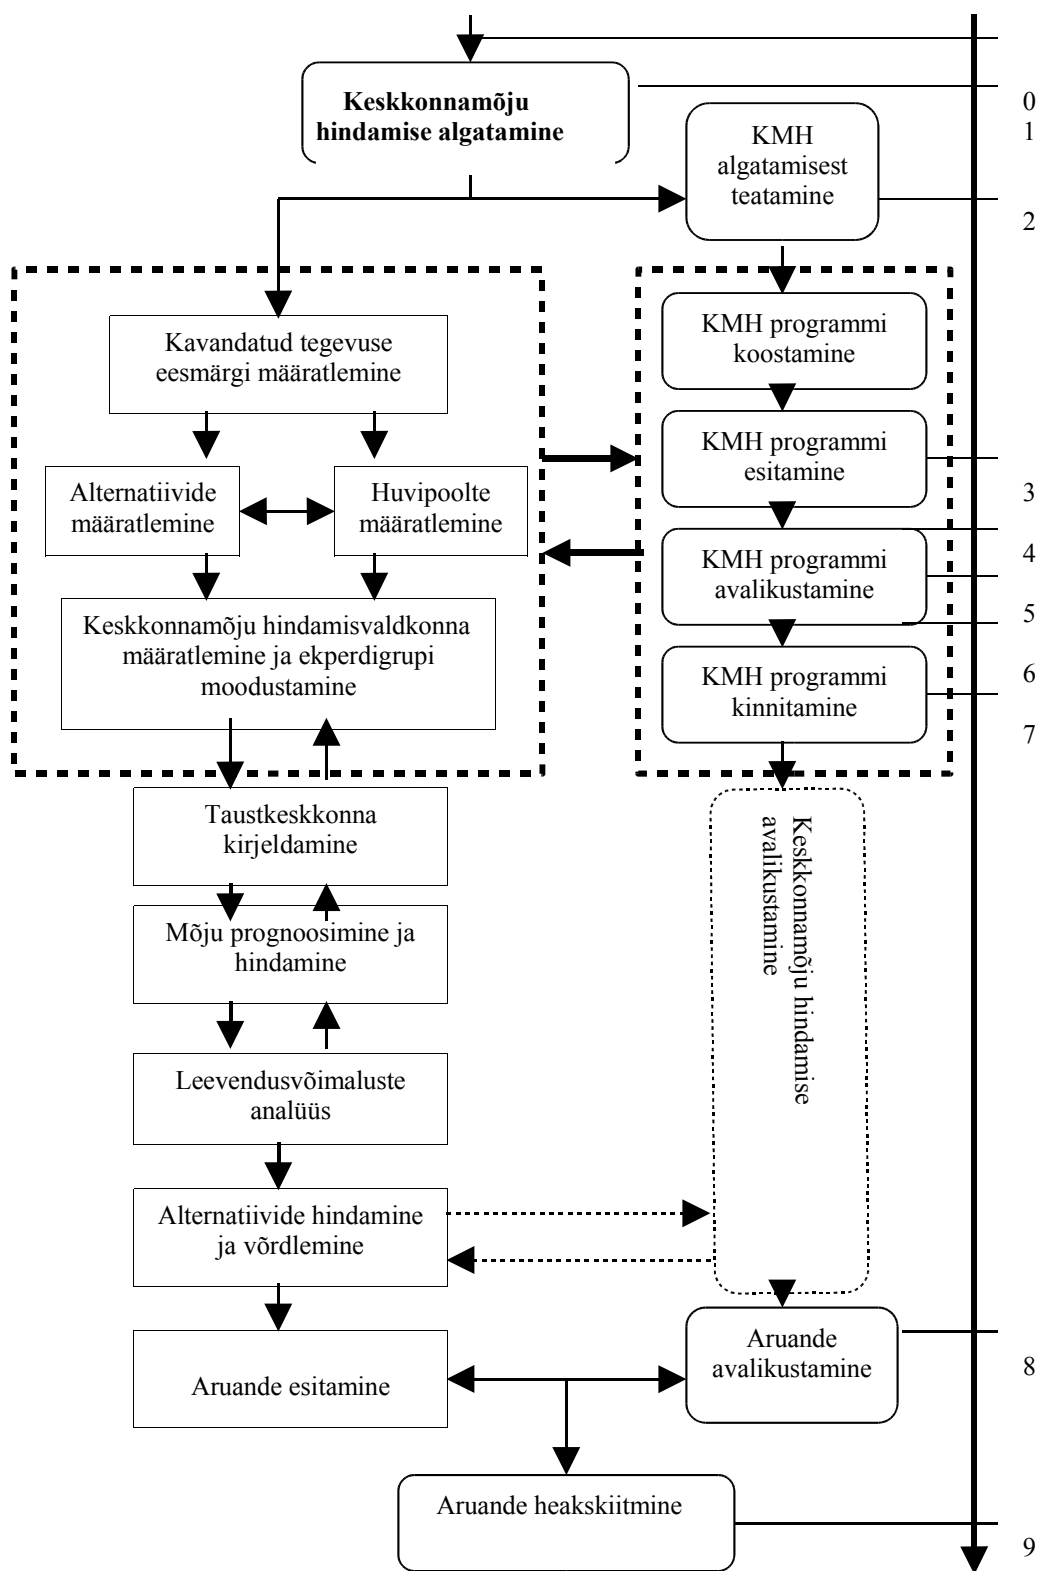 Keskkonnamõju
hindamise algatamine
0
1
KMH
algatamisest
teatamine
2
Kavandatud tegevuse
eesmärgi määratlemine
KMH programmi
koostamine
Alternatiivide
määratlemine
Huvipoolte
määratlemine
KMH programmi
esitamine
3
4
KMH programmi
avalikustamine
5
Keskkonnamõju hindamisvaldkonna
määratlemine ja ekperdigrupi
moodustamine
KMH programmi
kinnitamine
6
7
Taustkeskkonna
kirjeldamine
Keskkonnamõju hindamise
avalikustamine
Mõju prognoosimine ja
hindamine
Leevendusvõimaluste
analüüs
Alternatiivide hindamine
ja võrdlemine
Aruande esitamine
Aruande
avalikustamine
8
Aruande heakskiitmine
9